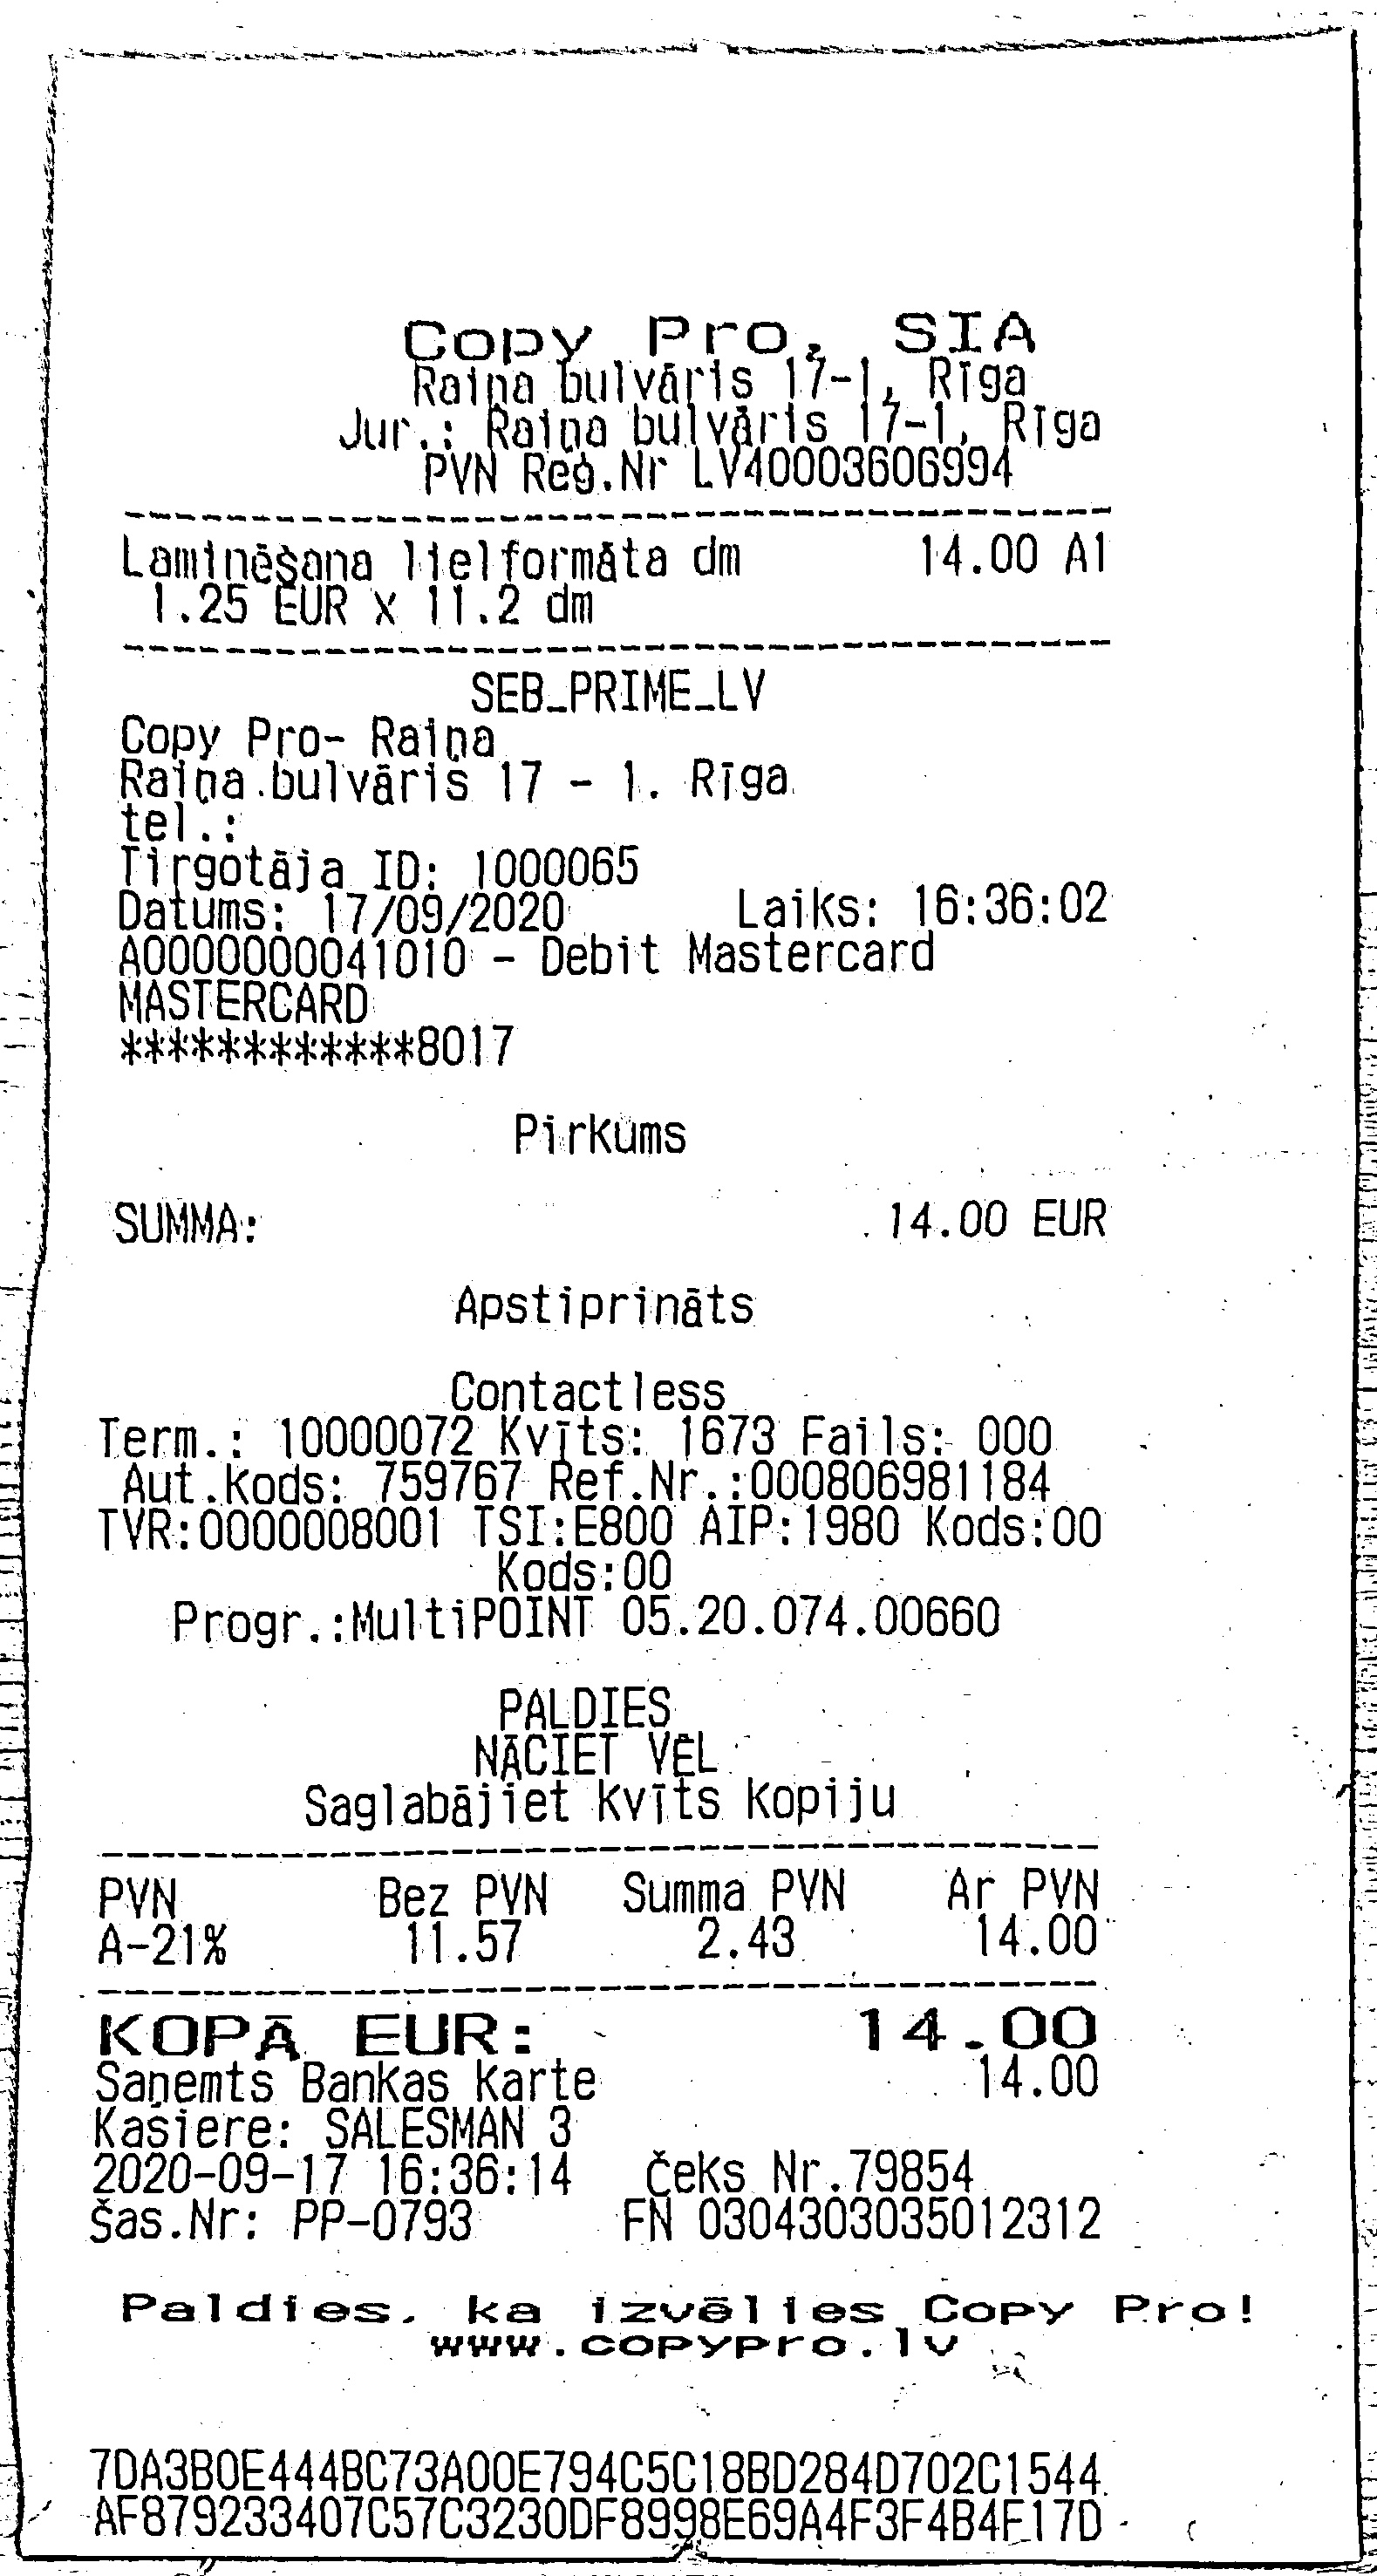 Copy Pro, SIA
Raiņa bulvāris 17-1, Rīga
Jur.: Raiņa bulvāris 17-1, Rīga
PVN Reģ.Nr LV40003606994
Laminēšana lielformāta dm 14.00 A1
1.25 EUR x 11.2 dm
SEB_PRIME_LV
Copy Pro- Raiņa
Raiņa bulvāris 17 - 1. Rīga
tel.:
Tirgotāja ID: 1000065
Datums: 17/09/2020 Laiks: 16:36:02
A0000000041010 - Debit Mastercard
MASTERCARD
************8017
Pirkums
SUMMA: 14.00 EUR
Apstiprināts
Contactless
Term.: 10000072 Kvīts: 1673 Fails: 000
Aut.kods: 759767 Ref.Nr.:000806981184
TVR:0000008001 TSI:E800 AIP:1980 Kods:00
Kods:00
Progr.:MultiPOINT 05.20.074.00660
PALDIES
NĀCIET VĒL
Saglabājiet kvīts kopiju
PVN Bez PVN Summa PVN Ar PVN
A-21% 11.57 2.43 14.00
KOPĀ EUR: 14.00
Saņemts Bankas karte 14.00
Kasiere: SALESMAN 3
2020-09-17 16:36:14 Čeks Nr.79854
Šas.Nr: PP-0793 FN 0304303035012312
Paldies, ka izvēlies Copy Pro!
www.copypro.lv
7DA3B0E444BC73A00E794C5C18BD284D702C1544
AF879233407C57C3230DF8998E69A4F3F4B4F17D